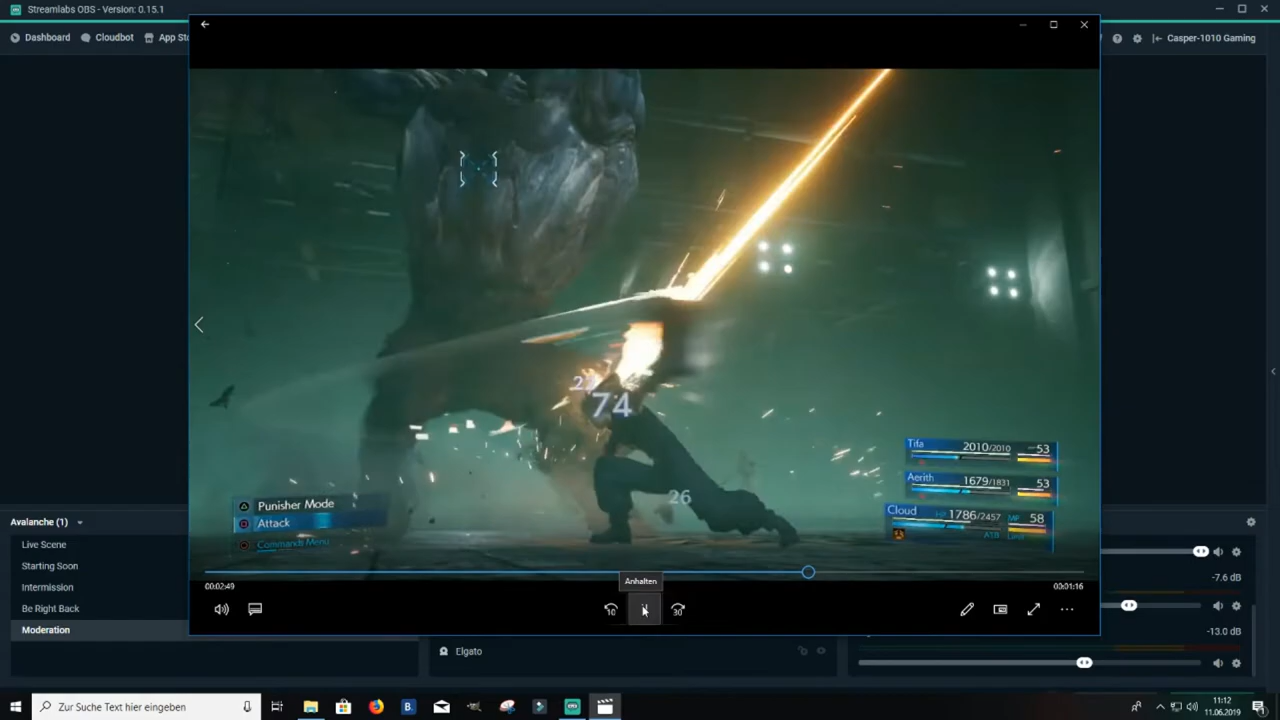 Streamlabs OBS - Version: 0.15.1
Dashboard
Cloudbot
App Sto
Casper-1010 Gaming
74
26
Tifa 2010/2010 53
Aerith 1679/1831 53
Cloud HP 1786/2457 MP 58
ATB Limit
Punisher Mode
Attack
Commands Menu
Anhalten
00:02:49
00:01:16
10
30
Avalanche (1)
Live Scene
Starting Soon
Intermission
Be Right Back
Moderation
Elgato
-7.6 dB
-13.0 dB
Zur Suche Text hier eingeben
11:12
11.06.2019